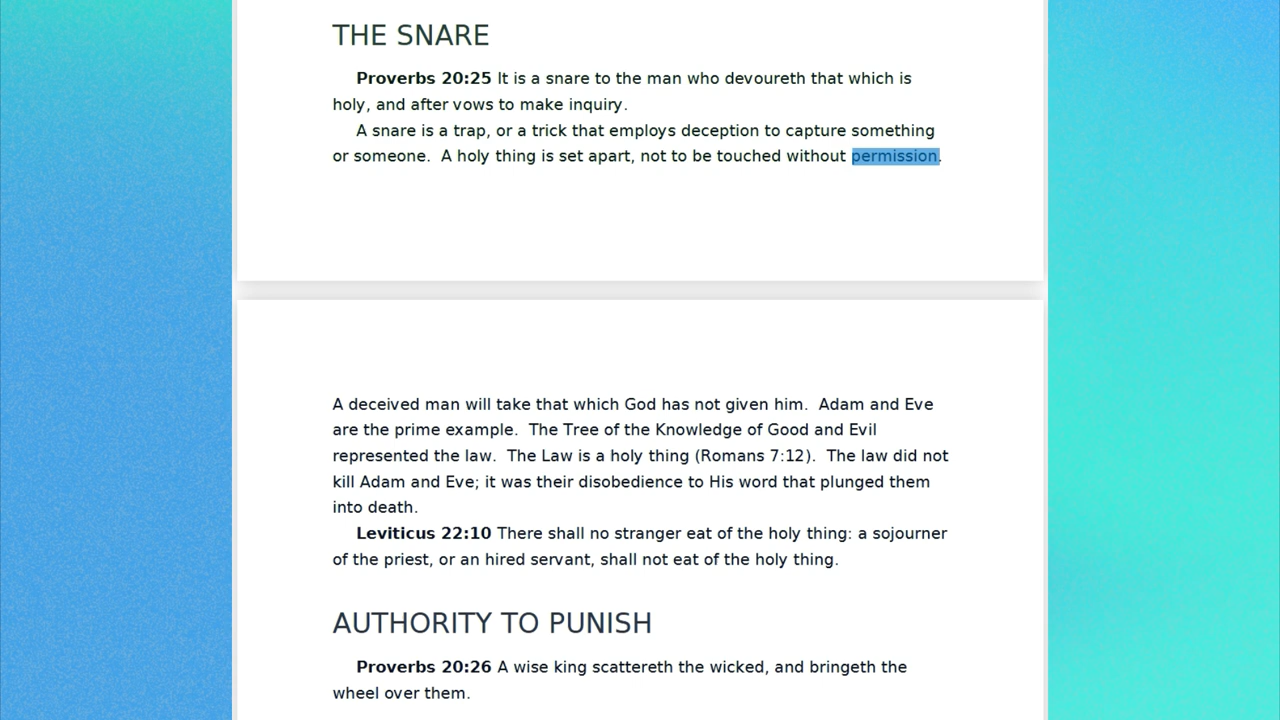 THE SNARE
Proverbs 20:25 It is a snare to the man who devoureth that which is
holy, and after vows to make inquiry.
A snare is a trap, or a trick that employs deception to capture something
or someone.  A holy thing is set apart, not to be touched without permission.
A deceived man will take that which God has not given him.  Adam and Eve
are the prime example.  The Tree of the Knowledge of Good and Evil
represented the law.  The Law is a holy thing (Romans 7:12).  The law did not
kill Adam and Eve; it was their disobedience to His word that plunged them
into death.
Leviticus 22:10 There shall no stranger eat of the holy thing: a sojourner
of the priest, or an hired servant, shall not eat of the holy thing.
AUTHORITY TO PUNISH
Proverbs 20:26 A wise king scattereth the wicked, and bringeth the
wheel over them.